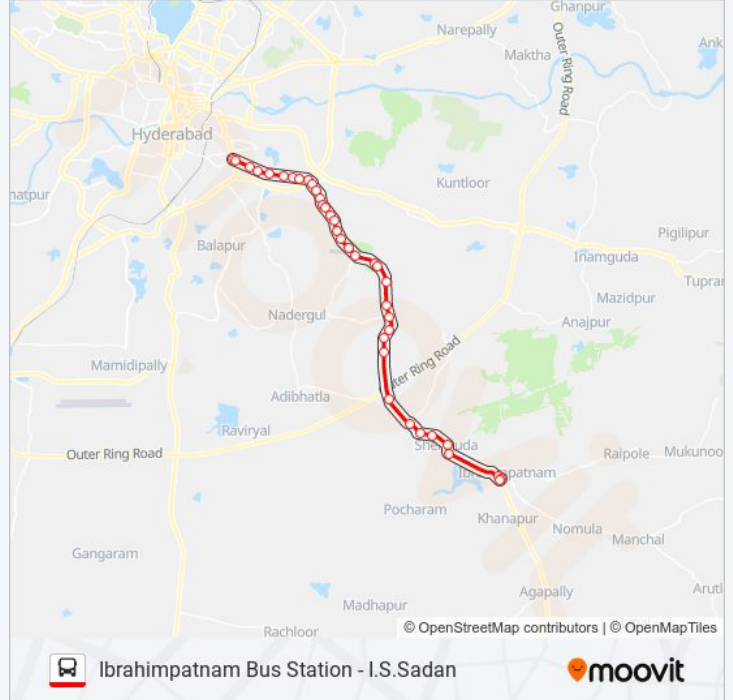 Ghanpur
Outer Ring Road
Narepally
Ank
Maktha
Hyderabad
Kuntloor
natpur
Pigilipur
Balapur
Inamguda
Tuprar
Mazidpur
Nadergul
Anajpur
Mamidipally
Adibhatla
Raviryal
Outer Ring Road
Raipole
Mukunoo
Pocharam
Khanapur
Nomula
Manchal
Gangaram
Agapally
Arutl
Madhapur
Rachloor
© OpenStreetMap contributors | © OpenMapTiles
Ibrahimpatnam Bus Station - I.S.Sadan
moovit